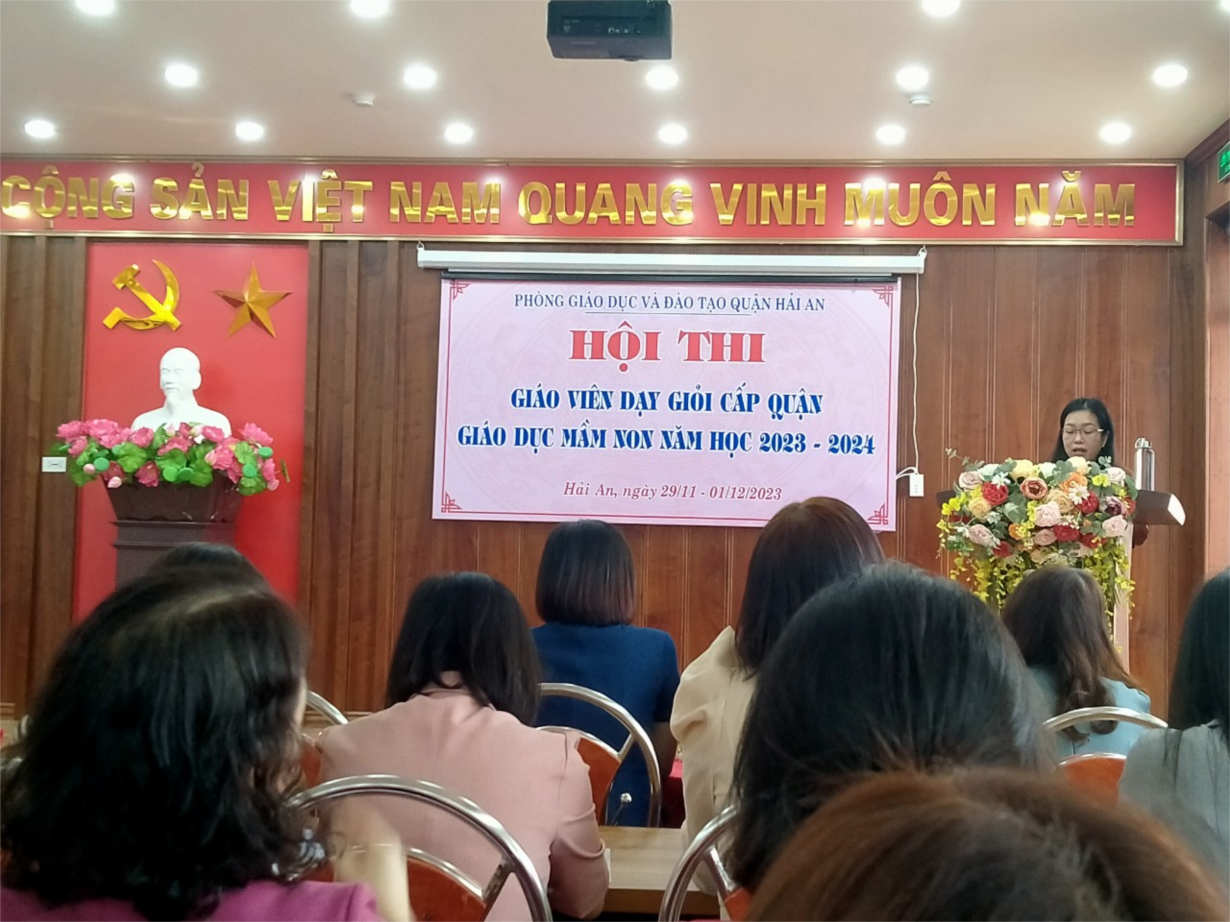 CỘNG SẢN VIỆT NAM QUANG VINH MUÔN NĂM
PHÒNG GIÁO DỤC VÀ ĐÀO TẠO QUẬN HẢI AN
HỘI THI
GIÁO VIÊN DẠY GIỎI CẤP QUẬN
GIÁO DỤC MẦM NON NĂM HỌC 2023 - 2024
Hải An, ngày 29/11 - 01/12/2023